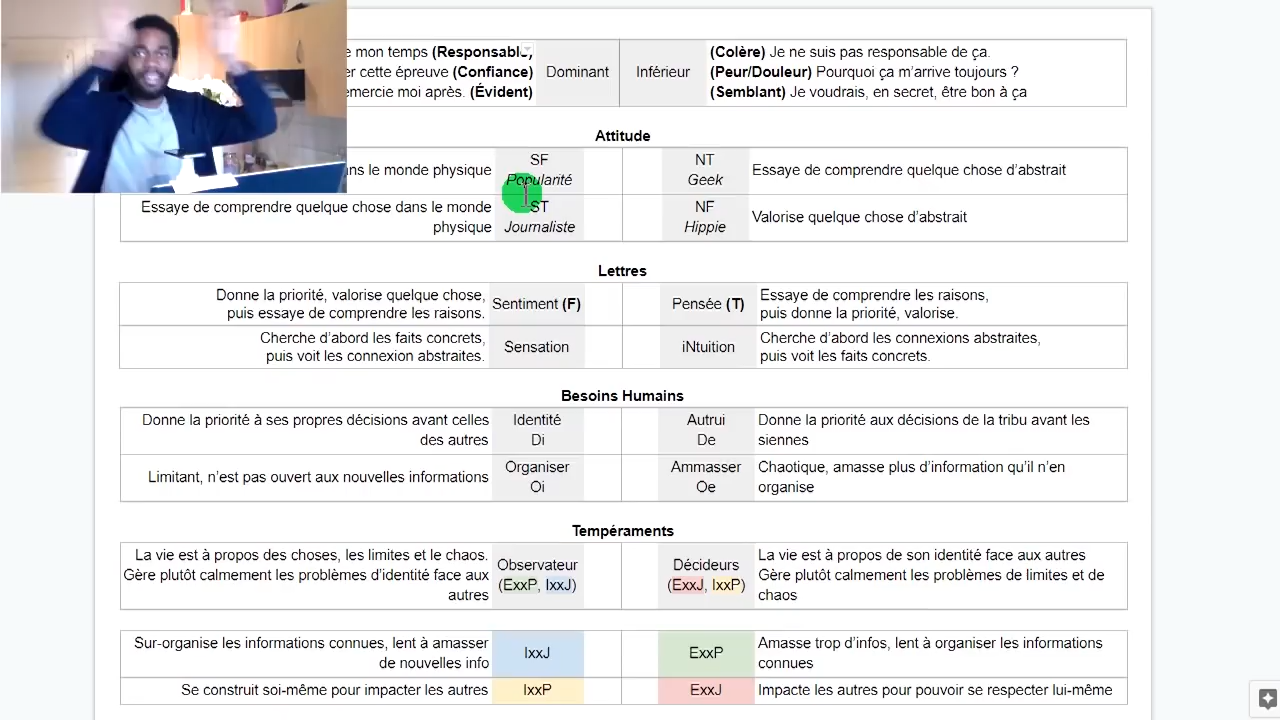 e mon temps (Responsable,
er cette épreuve (Confiance)
emercie moi après. (Évident)
Dominant
Inférieur
(Colère) Je ne suis pas responsable de ça.
(Peur/Douleur) Pourquoi ça m’arrive toujours ?
(Semblant) Je voudrais, en secret, être bon à ça
Attitude
ns le monde physique
SF
Popularité
NT
Geek
Essaye de comprendre quelque chose d’abstrait
Essaye de comprendre quelque chose dans le monde
physique
ST
Journaliste
NF
Hippie
Valorise quelque chose d’abstrait
Lettres
Donne la priorité, valorise quelque chose,
puis essaye de comprendre les raisons.
Sentiment (F)
Pensée (T)
Essaye de comprendre les raisons,
puis donne la priorité, valorise.
Cherche d’abord les faits concrets,
puis voit les connexion abstraites.
Sensation
iNtuition
Cherche d’abord les connexions abstraites,
puis voit les faits concrets.
Besoins Humains
Donne la priorité à ses propres décisions avant celles
des autres
Identité
Di
Autrui
De
Donne la priorité aux décisions de la tribu avant les
siennes
Limitant, n’est pas ouvert aux nouvelles informations
Organiser
Oi
Ammasser
Oe
Chaotique, amasse plus d’information qu’il n’en
organise
Tempéraments
La vie est à propos des choses, les limites et le chaos.
Gère plutôt calmement les problèmes d’identité face aux
autres
Observateur
(ExxP, IxxJ)
Décideurs
(ExxJ, IxxP)
La vie est à propos de son identité face aux autres
Gère plutôt calmement les problèmes de limites et de
chaos
Sur-organise les informations connues, lent à amasser
de nouvelles info
IxxJ
ExxP
Amasse trop d’infos, lent à organiser les informations
connues
Se construit soi-même pour impacter les autres
IxxP
ExxJ
Impacte les autres pour pouvoir se respecter lui-même